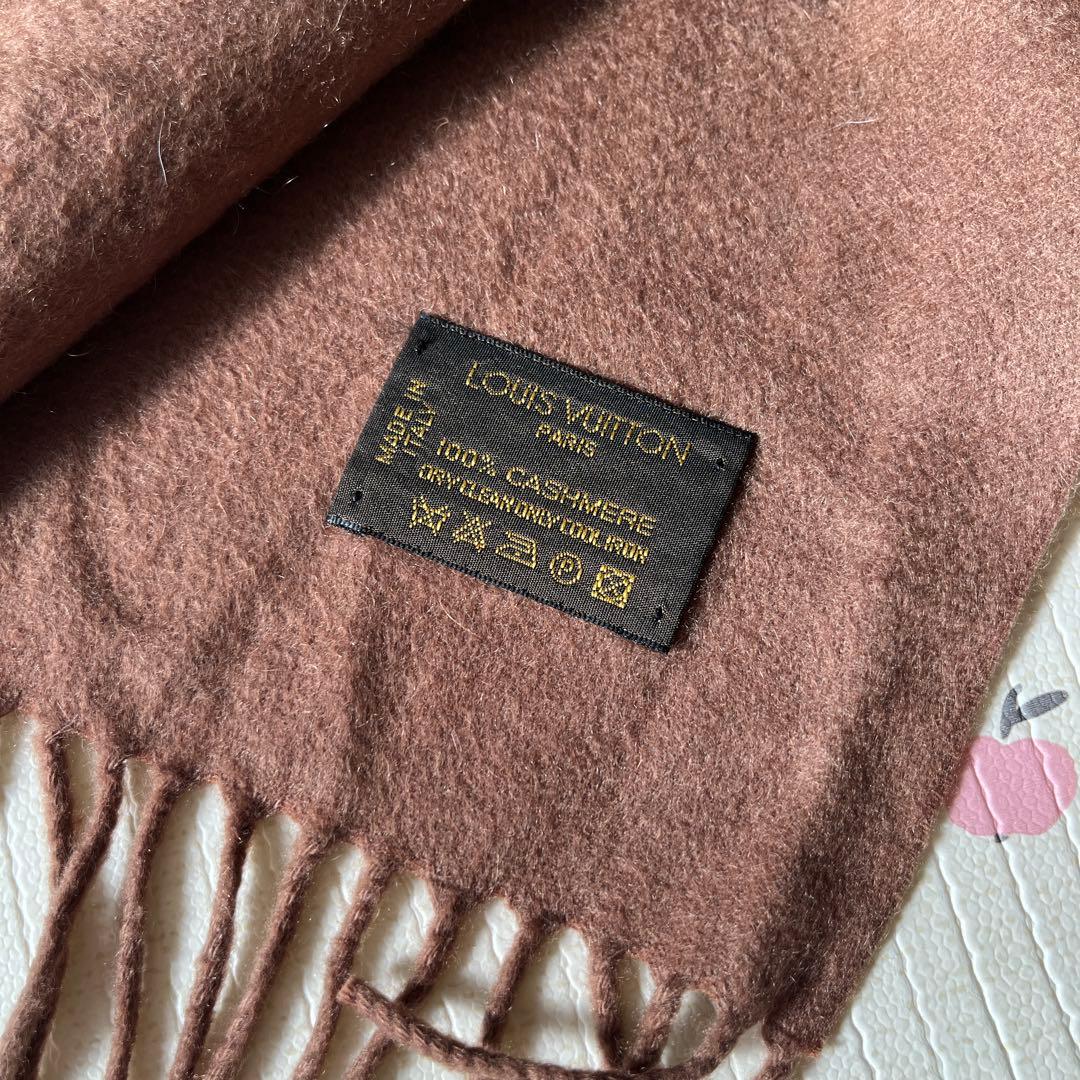 LOUIS VUITTON
PARIS
MADE IN
ITALY
100% CASHMERE
DRY CLEAN ONLY COOL IRON
P